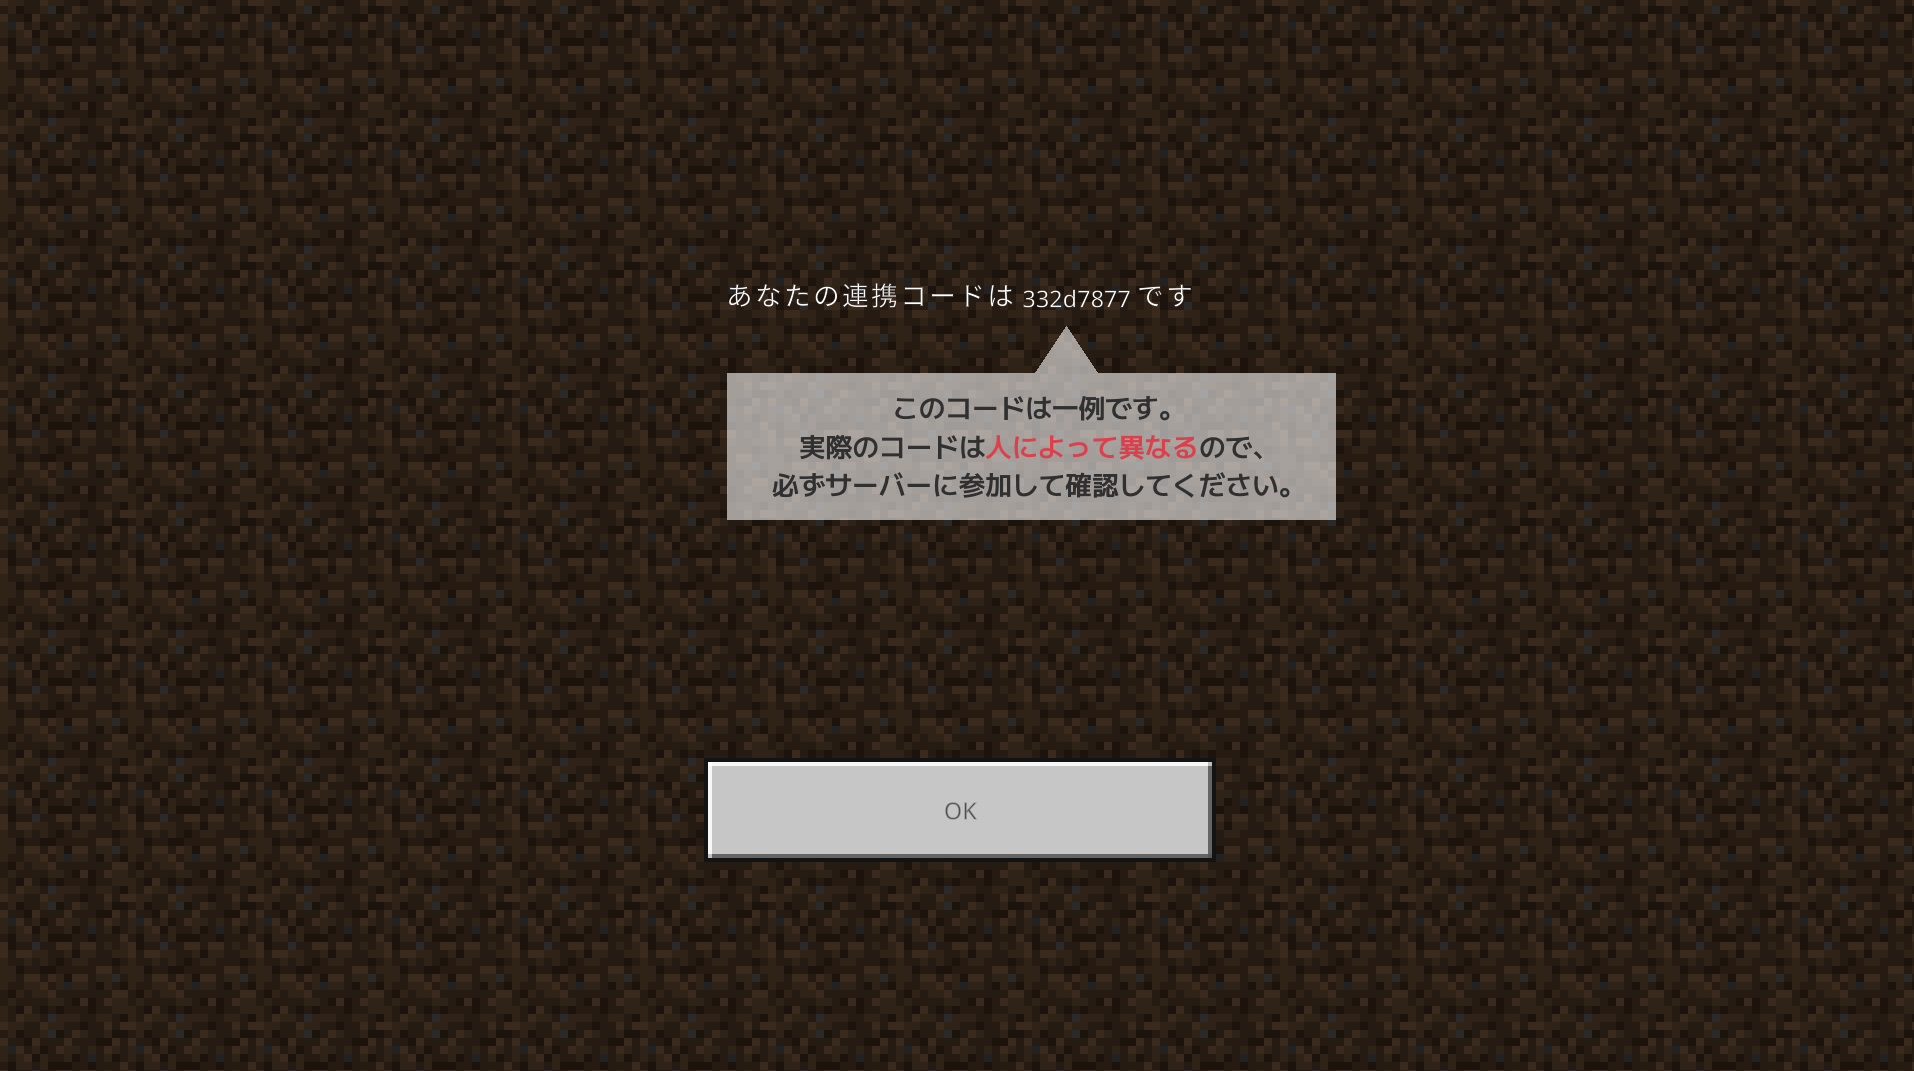 あなたの連携コードは 332d7877 です
このコードは一例です。
実際のコードは人によって異なるので、
必ずサーバーに参加して確認してください。
OK